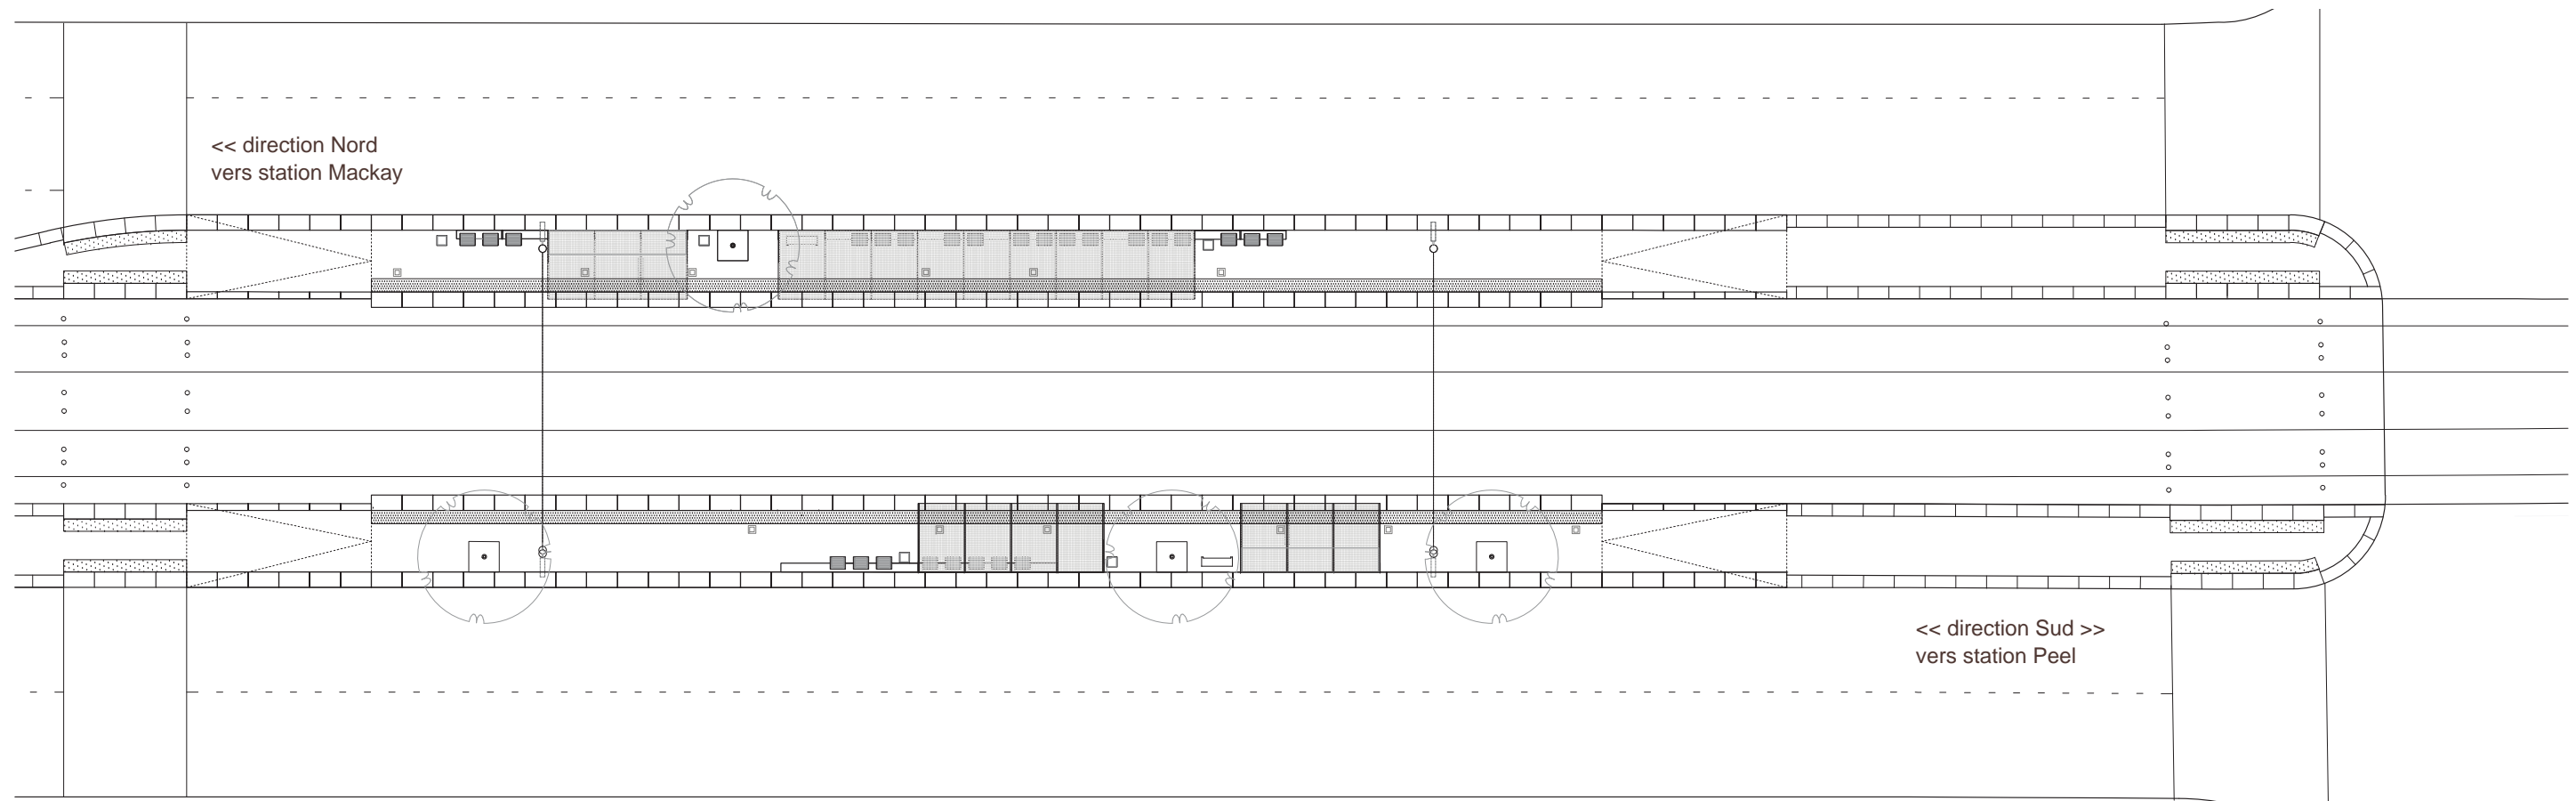 << direction Nord
vers station Mackay
<< direction Sud >>
vers station Peel